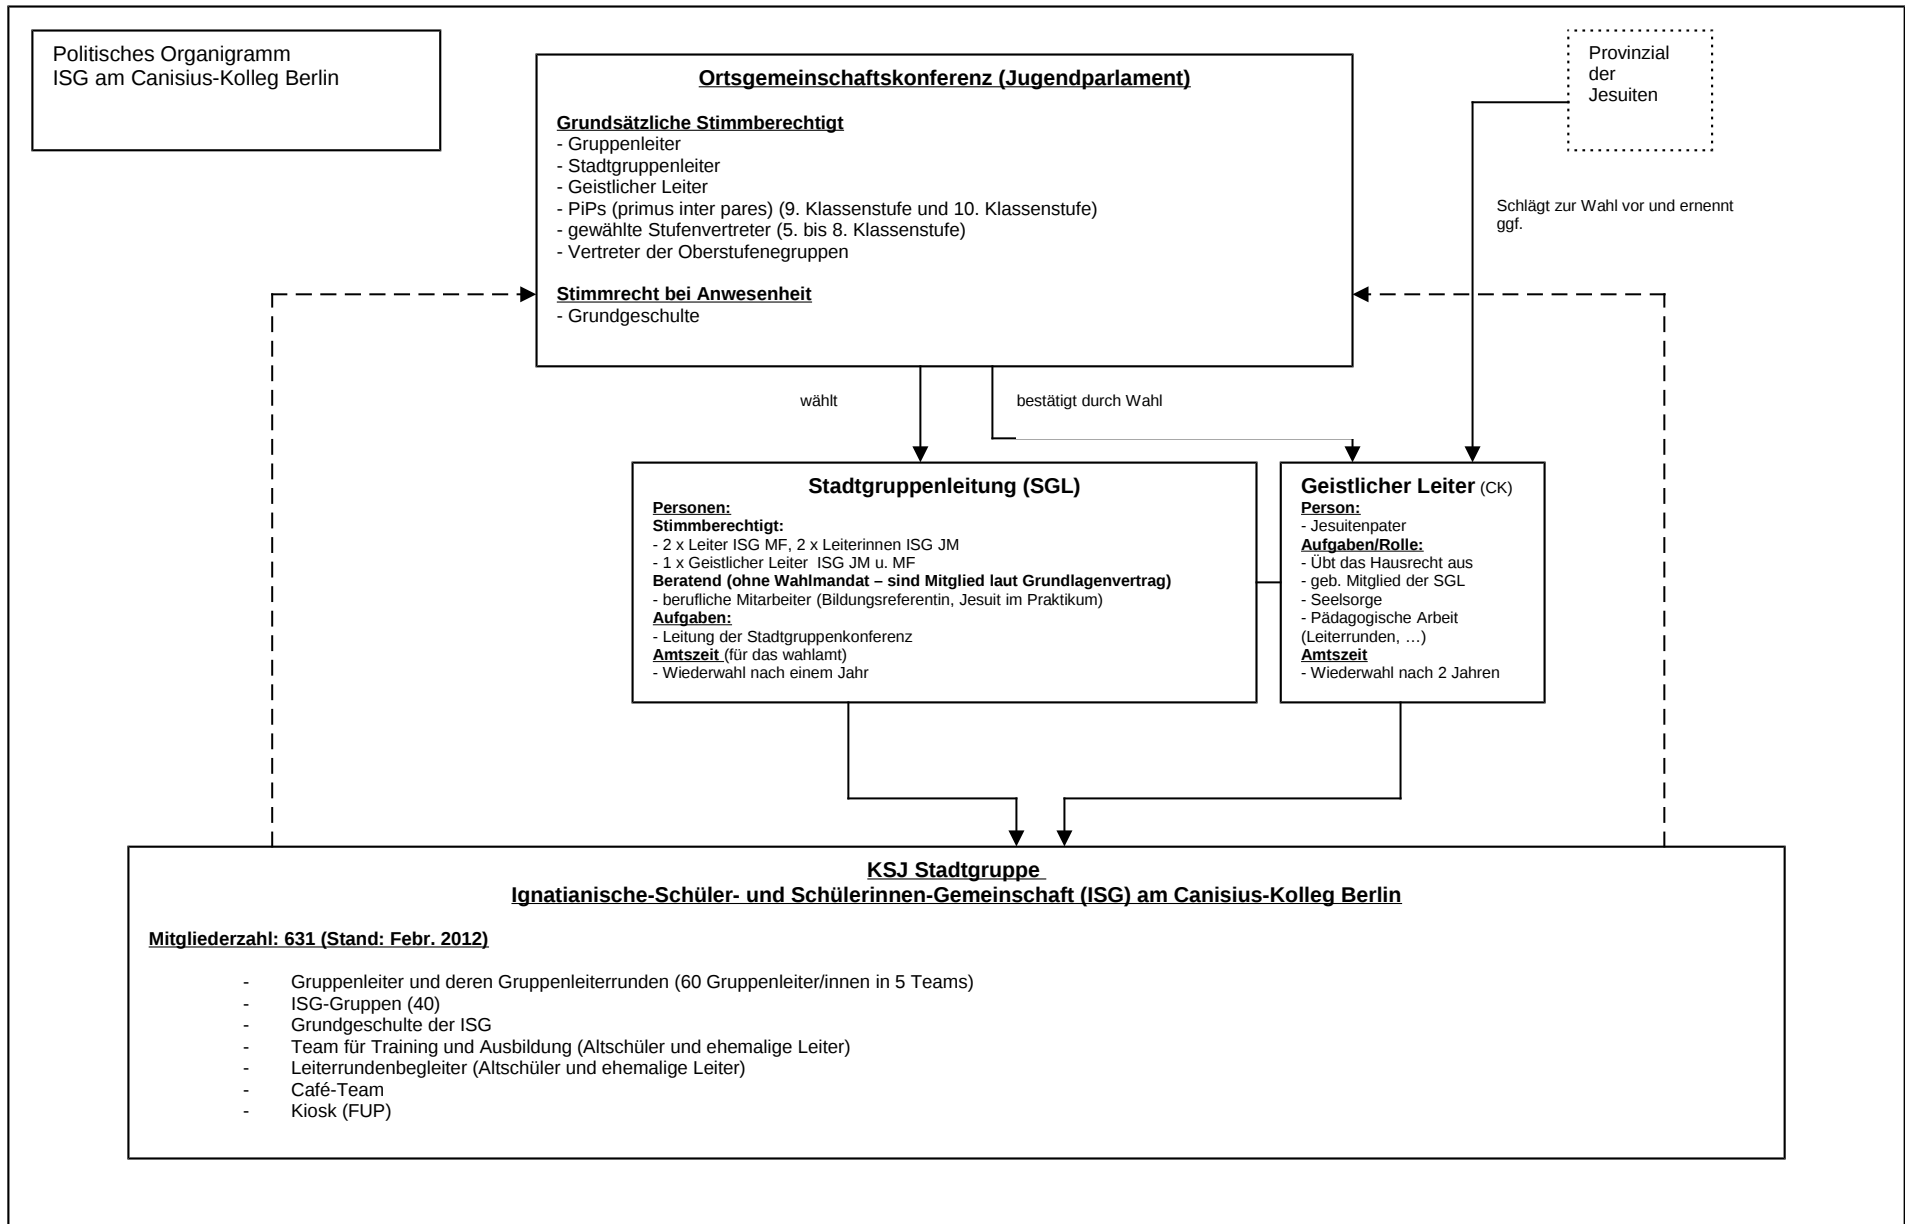 Politisches Organigramm
ISG am Canisius-Kolleg Berlin
Ortsgemeinschaftskonferenz (Jugendparlament)
Grundsätzliche Stimmberechtigt
- Gruppenleiter
- Stadtgruppenleiter
- Geistlicher Leiter
- PiPs (primus inter pares) (9. Klassenstufe und 10. Klassenstufe)
- gewählte Stufenvertreter (5. bis 8. Klassenstufe)
- Vertreter der Oberstufenegruppen
Stimmrecht bei Anwesenheit
- Grundgeschulte
Provinzial
der
Jesuiten
Schlägt zur Wahl vor und ernennt
ggf.
wählt
bestätigt durch Wahl
Stadtgruppenleitung (SGL)
Personen:
Stimmberechtigt:
- 2 x Leiter ISG MF, 2 x Leiterinnen ISG JM
- 1 x Geistlicher Leiter  ISG JM u. MF
Beratend (ohne Wahlmandat – sind Mitglied laut Grundlagenvertrag)
- berufliche Mitarbeiter (Bildungsreferentin, Jesuit im Praktikum)
Aufgaben:
- Leitung der Stadtgruppenkonferenz
Amtszeit (für das wahlamt)
- Wiederwahl nach einem Jahr
Geistlicher Leiter (CK)
Person:
- Jesuitenpater
Aufgaben/Rolle:
- Übt das Hausrecht aus
- geb. Mitglied der SGL
- Seelsorge
- Pädagogische Arbeit
(Leiterrunden, …)
Amtszeit
- Wiederwahl nach 2 Jahren
KSJ Stadtgruppe
Ignatianische-Schüler- und Schülerinnen-Gemeinschaft (ISG) am Canisius-Kolleg Berlin
Mitgliederzahl: 631 (Stand: Febr. 2012)
- Gruppenleiter und deren Gruppenleiterrunden (60 Gruppenleiter/innen in 5 Teams)
- ISG-Gruppen (40)
- Grundgeschulte der ISG
- Team für Training und Ausbildung (Altschüler und ehemalige Leiter)
- Leiterrundenbegleiter (Altschüler und ehemalige Leiter)
- Café-Team
- Kiosk (FUP)